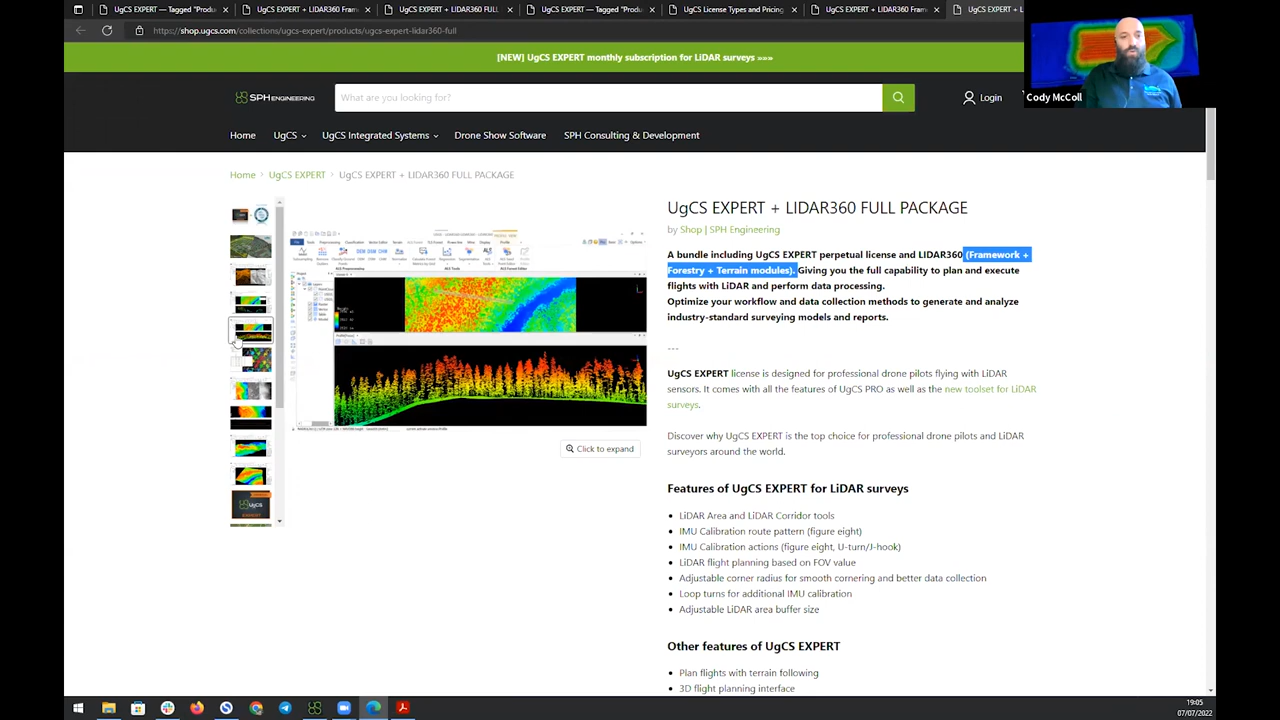 UgCS EXPERT — Tagged "Produ
UgCS EXPERT + LIDAR360 Fram
UgCS EXPERT + LIDAR360 FULL
UgCS EXPERT — Tagged "Produ
UgCS License Types and Pricing
UgCS EXPERT + LIDAR360 Fram
UgCS EXPERT + L
https://shop.ugcs.com/collections/ugcs-expert/products/ugcs-expert-lidar360-full
Cody McColl
[NEW] UgCS EXPERT monthly subscription for LiDAR surveys »»»
SPH ENGINEERING
What are you looking for?
Login
Home
UgCS
UgCS Integrated Systems
Drone Show Software
SPH Consulting & Development
Home
UgCS EXPERT
UgCS EXPERT + LIDAR360 FULL PACKAGE
UgCS EXPERT + LIDAR360 FULL PACKAGE
by Shop | SPH Engineering
A bundle including UgCS EXPERT perpetual license and LIDAR360 (Framework +
Forestry + Terrain modules). Giving you the full capability to plan and execute
flights with LiDAR and perform data processing.
Optimize your workflow and data collection methods to generate and analyze
industry-standard surveying models and reports.
---
UgCS EXPERT license is designed for professional drone pilots flying with LiDAR
sensors. It comes with all the features of UgCS PRO as well as the new toolset for LiDAR
surveys.
Discover why UgCS EXPERT is the top choice for professional drone pilots and LiDAR
surveyors around the world.
Click to expand
Features of UgCS EXPERT for LiDAR surveys
LiDAR Area and LiDAR Corridor tools
IMU Calibration route pattern (figure eight)
IMU Calibration actions (figure eight, U-turn/J-hook)
LiDAR flight planning based on FOV value
Adjustable corner radius for smooth cornering and better data collection
Loop turns for additional IMU calibration
Adjustable LiDAR area buffer size
Other features of UgCS EXPERT
Plan flights with terrain following
3D flight planning interface
19:05
07/07/2022